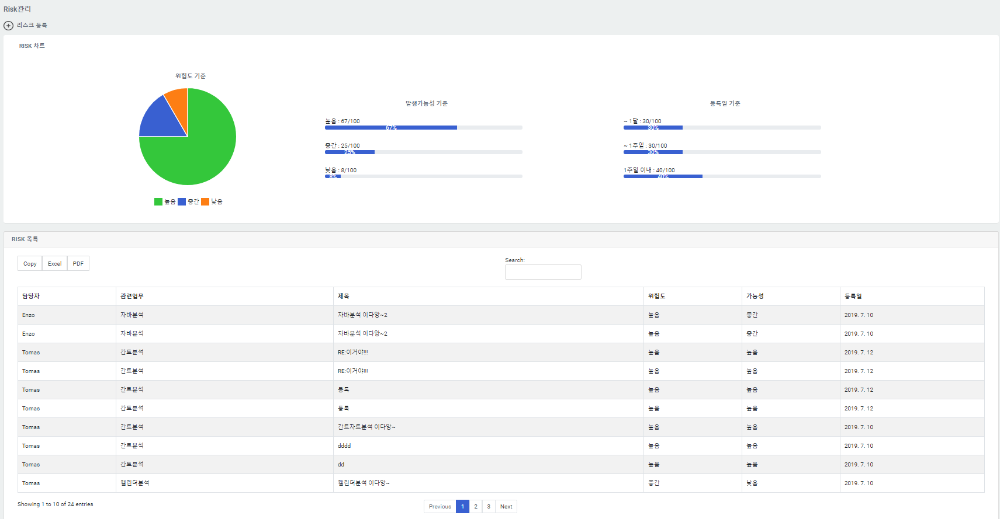 Risk관리
리스크 등록
RISK 차트
위험도 기준
높음 중간 낮음
발생가능성 기준
높음 : 67/100
67%
중간 : 25/100
25%
낮음 : 8/100
8%
등록일 기준
~ 1달 : 30/100
30%
~ 1주일 : 30/100
30%
1주일 이내 : 40/100
40%
RISK 목록
Copy Excel PDF
Search:
담당자 관련업무 제목 위험도 가능성 등록일
Enzo 자바분석 자바분석 이다앙~2 높음 중간 2019. 7. 10
Enzo 자바분석 자바분석 이다앙~2 높음 중간 2019. 7. 10
Tomas 간트분석 RE:이거야!!! 높음 높음 2019. 7. 12
Tomas 간트분석 RE:이거야!!! 높음 높음 2019. 7. 12
Tomas 간트분석 등록 높음 높음 2019. 7. 12
Tomas 간트분석 등록 높음 높음 2019. 7. 12
Tomas 간트분석 간트차트분석 이다앙~ 높음 높음 2019. 7. 10
Tomas 간트분석 dddd 높음 높음 2019. 7. 10
Tomas 간트분석 dd 높음 높음 2019. 7. 10
Tomas 캘린더분석 캘린더분석 이다앙~ 중간 낮음 2019. 7. 10
Showing 1 to 10 of 24 entries
Previous 1 2 3 Next